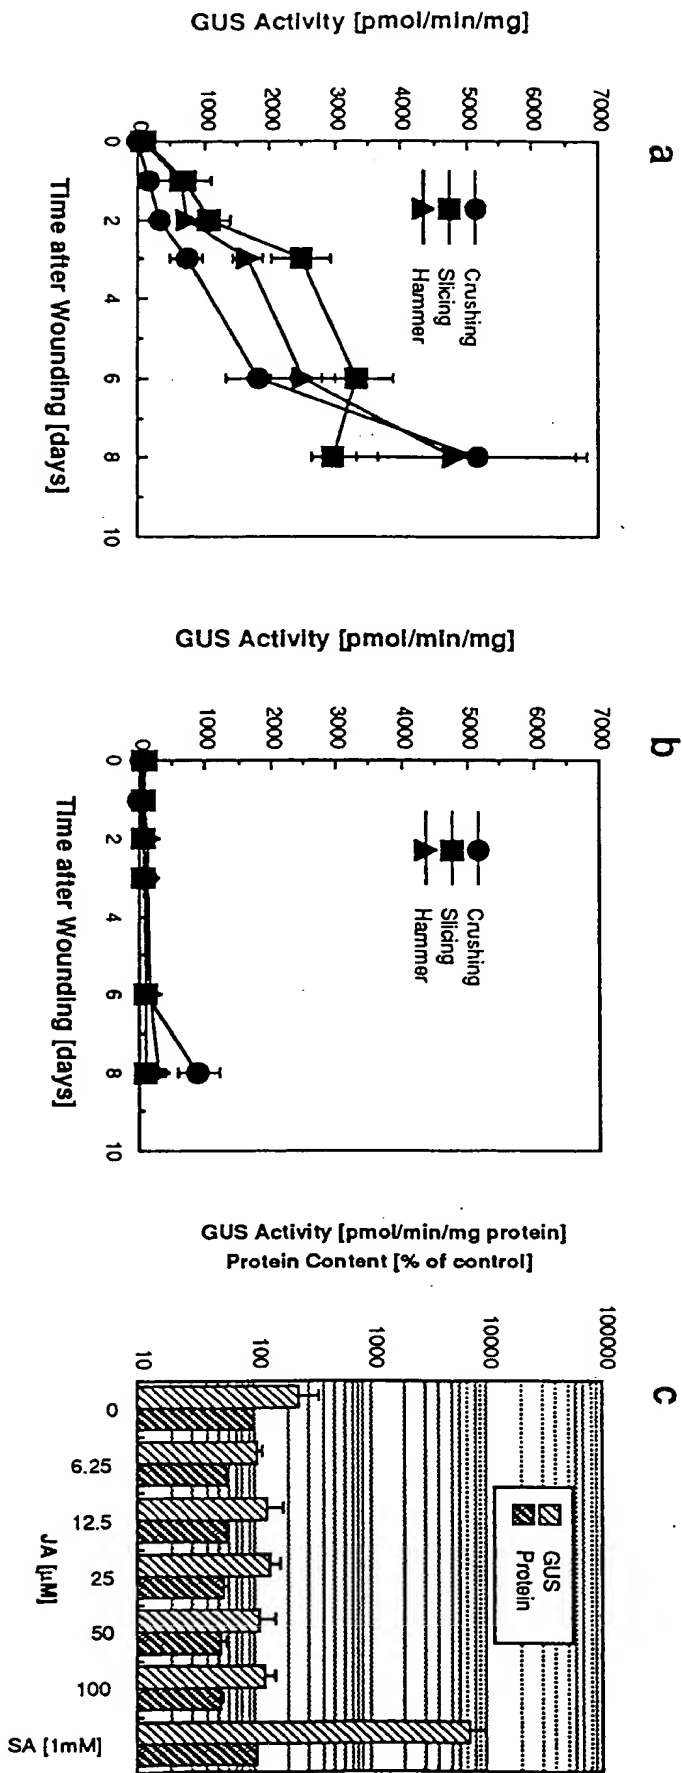 a
GUS Activity [pmol/min/mg]
7000
6000
5000
4000
3000
2000
1000
0
Crushing
Slicing
Hammer
0
2
4
6
8
10
Time after Wounding [days]
b
GUS Activity [pmol/min/mg]
7000
6000
5000
4000
3000
2000
1000
0
Crushing
Slicing
Hammer
0
2
4
6
8
10
Time after Wounding [days]
c
GUS Activity [pmol/min/mg protein]
Protein Content [% of control]
100000
10000
1000
100
10
GUS
Protein
0
6.25
12.5
25
50
100
SA [1mM]
JA [µM]